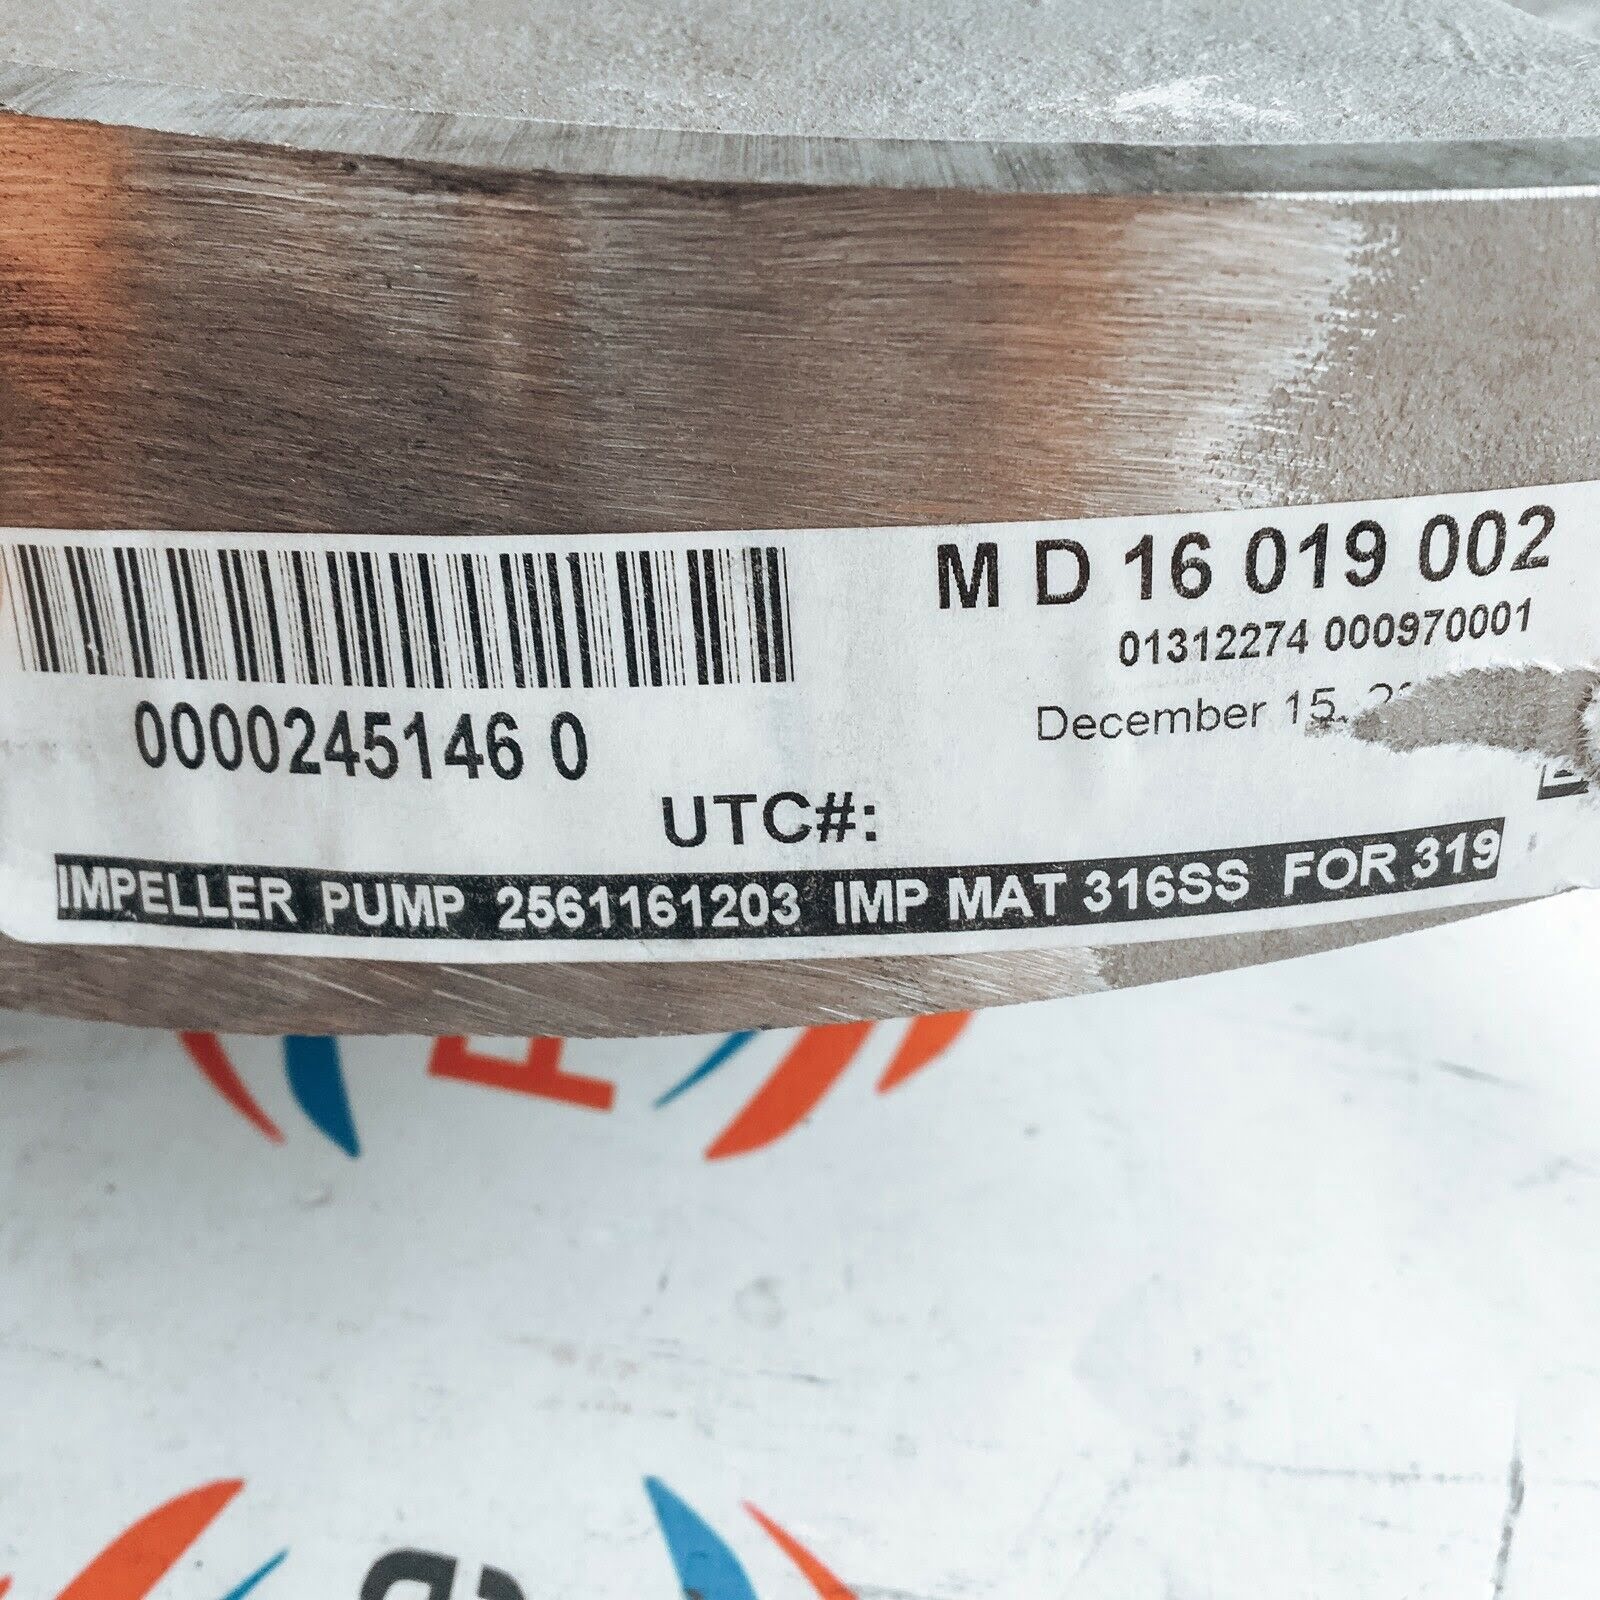 M D 16 019 002
01312274 000970001
December 15,
0000245146 0
UTC#:
IMPELLER PUMP 2561161203 IMP MAT 316SS FOR 319